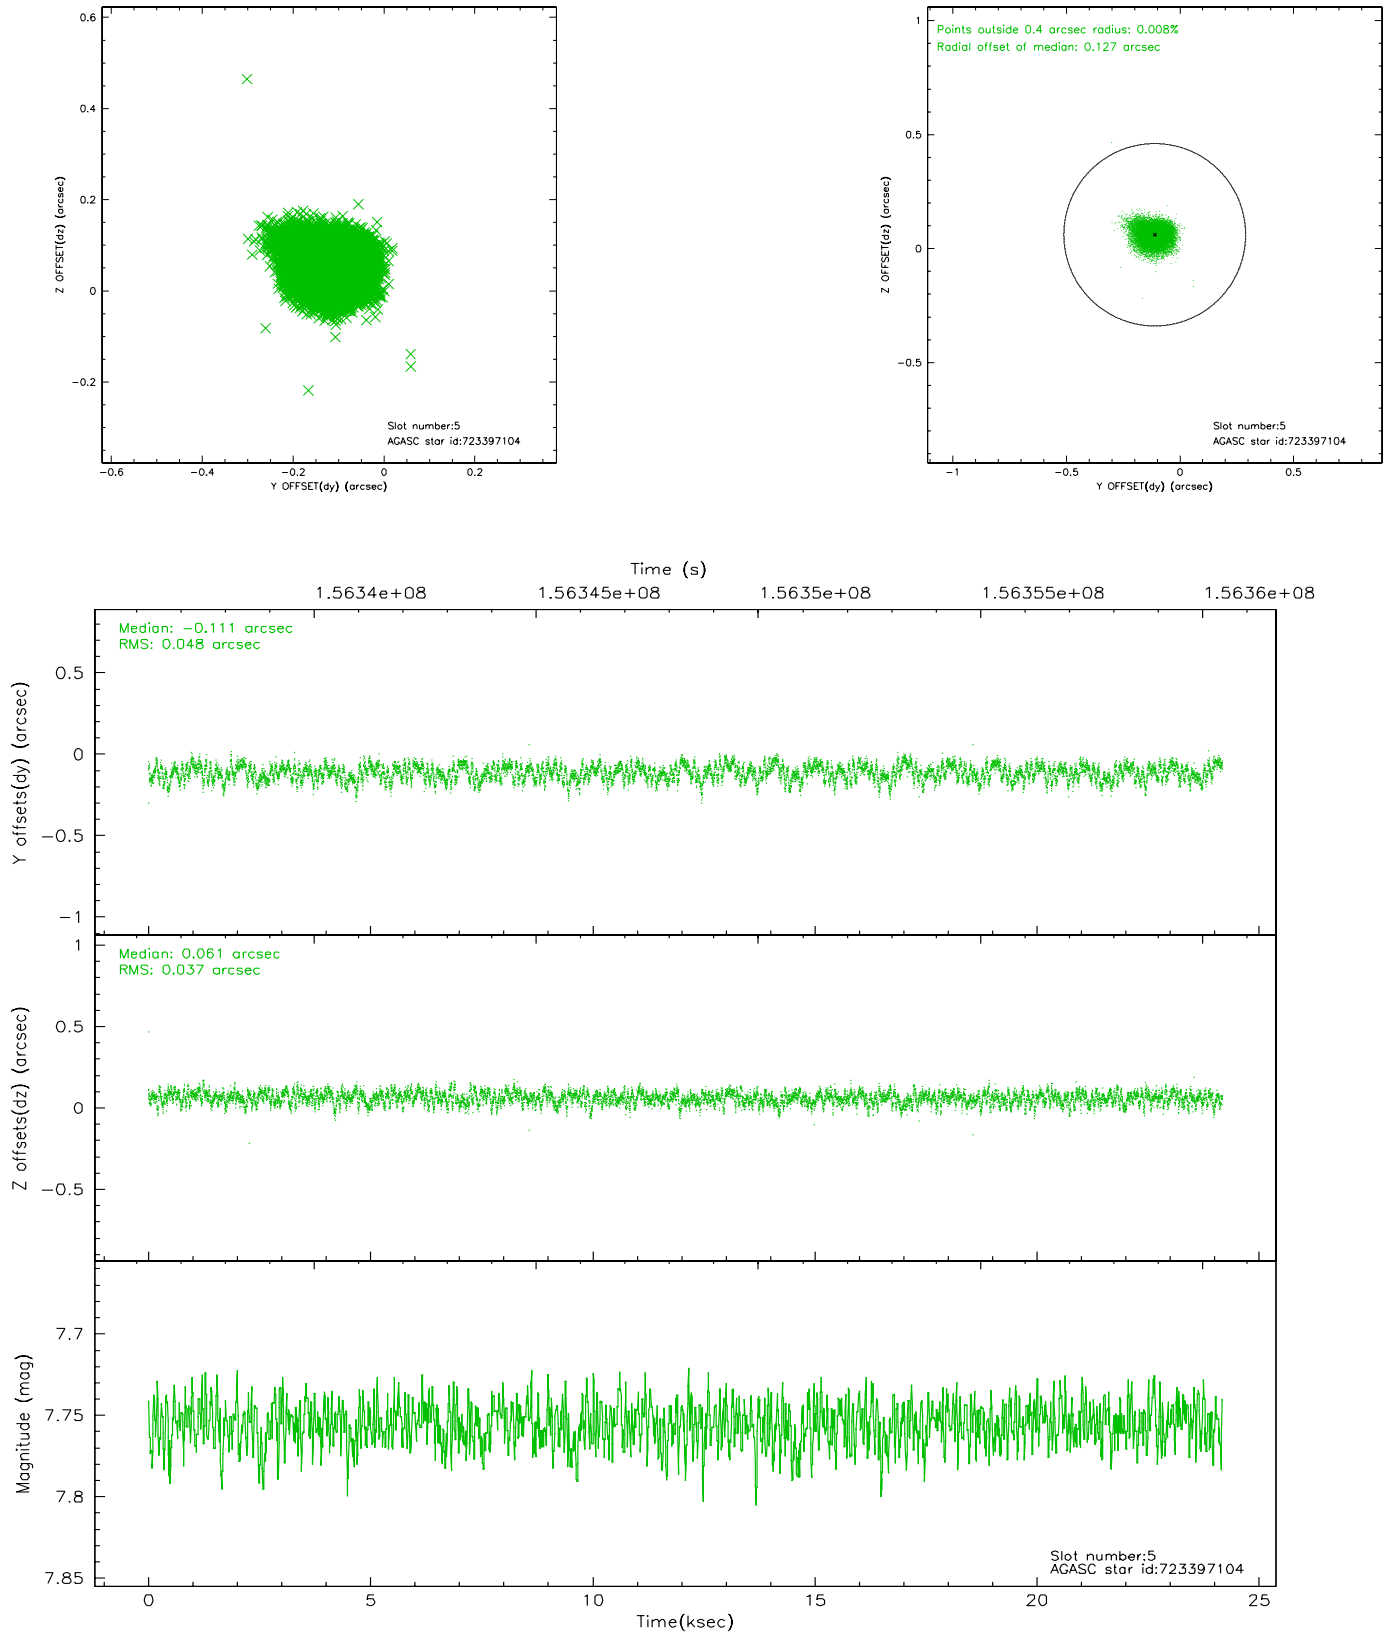 0.6
0.4
0.2
0
−0.2
Z OFFSET(dz) (arcsec)
Slot number:5
AGASC star id:723397104
−0.6 −0.4 −0.2 0 0.2
Y OFFSET(dy) (arcsec)
Points outside 0.4 arcsec radius: 0.008%
Radial offset of median: 0.127 arcsec
1
0.5
0
−0.5
Z OFFSET(dz) (arcsec)
Slot number:5
AGASC star id:723397104
−1 −0.5 0 0.5
Y OFFSET(dy) (arcsec)
Time (s)
1.5634e+08 1.56345e+08 1.5635e+08 1.56355e+08 1.5636e+08
Median: −0.111 arcsec
RMS: 0.048 arcsec
0.5
0
−0.5
−1
Y offsets(dy) (arcsec)
Median: 0.061 arcsec
RMS: 0.037 arcsec
1
0.5
0
−0.5
Z offsets(dz) (arcsec)
7.7
7.75
7.8
7.85
Magnitude (mag)
Slot number:5
AGASC star id:723397104
0 5 10 15 20 25
Time(ksec)